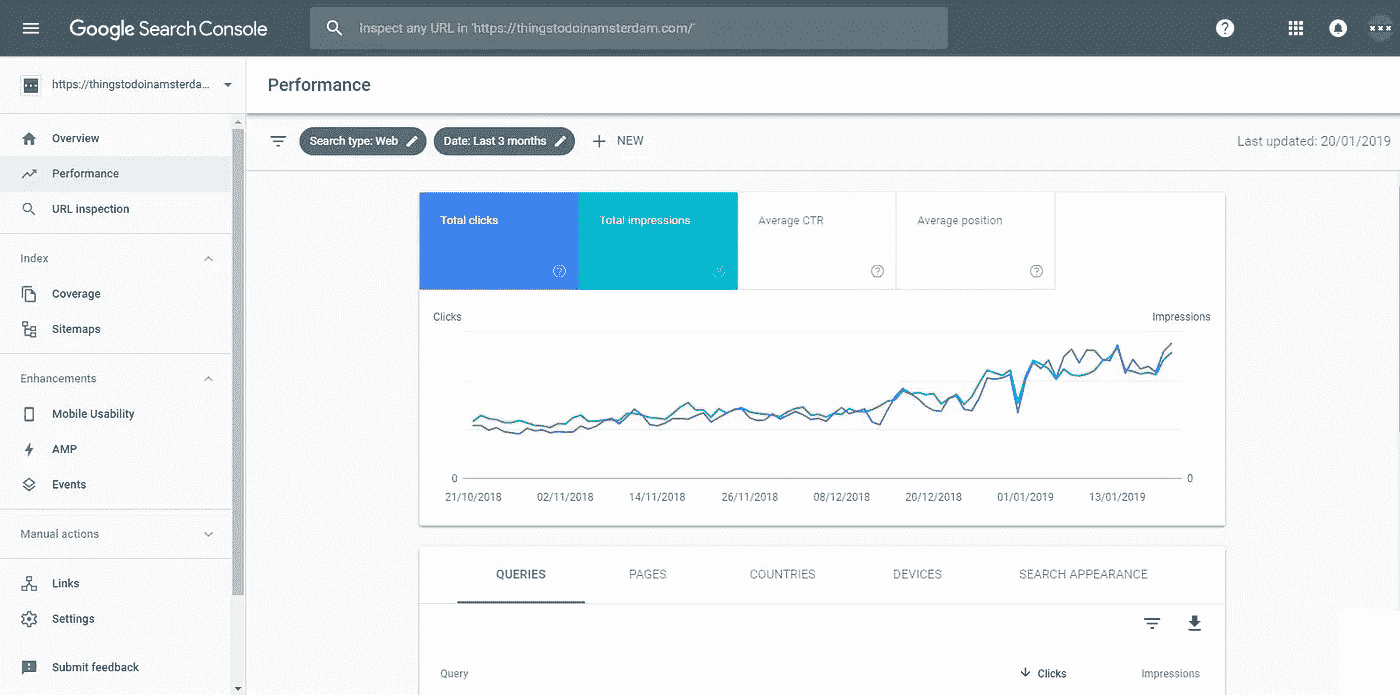 Google Search Console
Inspect any URL in 'https://thingstodoinamsterdam.com/'
https://thingstodoinamsterda...
Performance
Overview
Performance
URL inspection
Index
Coverage
Sitemaps
Enhancements
Mobile Usability
AMP
Events
Manual actions
Links
Settings
Submit feedback
Search type: Web
Date: Last 3 months
NEW
Last updated: 20/01/2019
Total clicks
Total impressions
Average CTR
Average position
Clicks
Impressions
0
0
21/10/2018 02/11/2018 14/11/2018 26/11/2018 08/12/2018 20/12/2018 01/01/2019 13/01/2019
QUERIES PAGES COUNTRIES DEVICES SEARCH APPEARANCE
Query Clicks Impressions